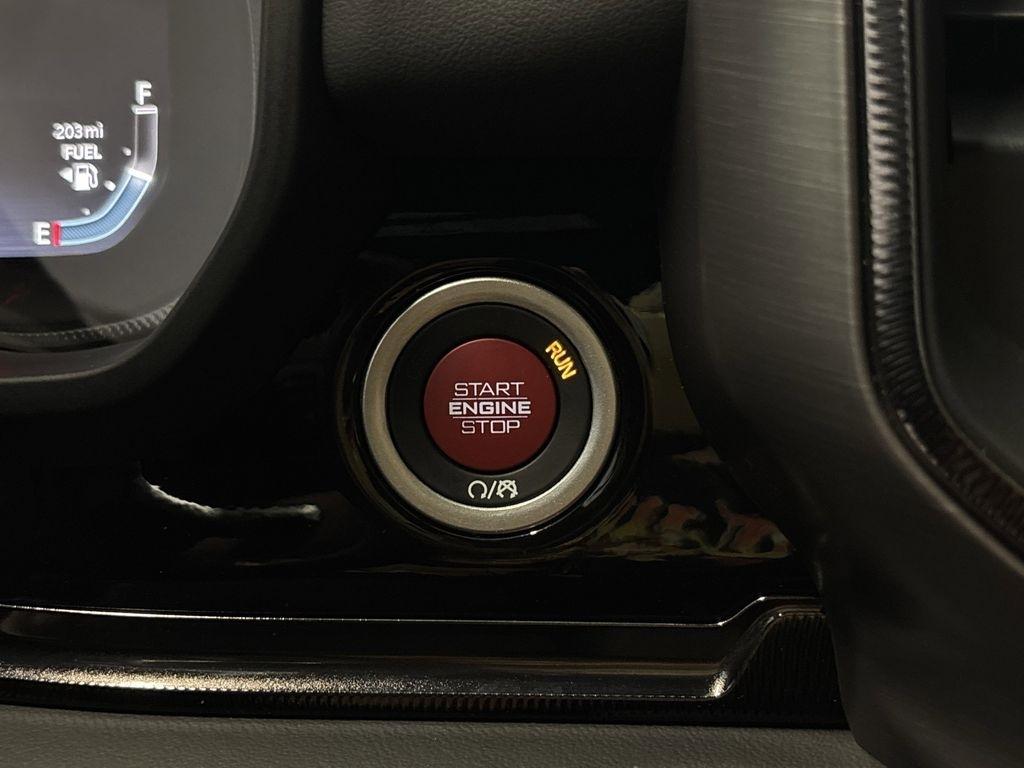 F
203mi
FUEL
E
RUN
START
ENGINE
STOP